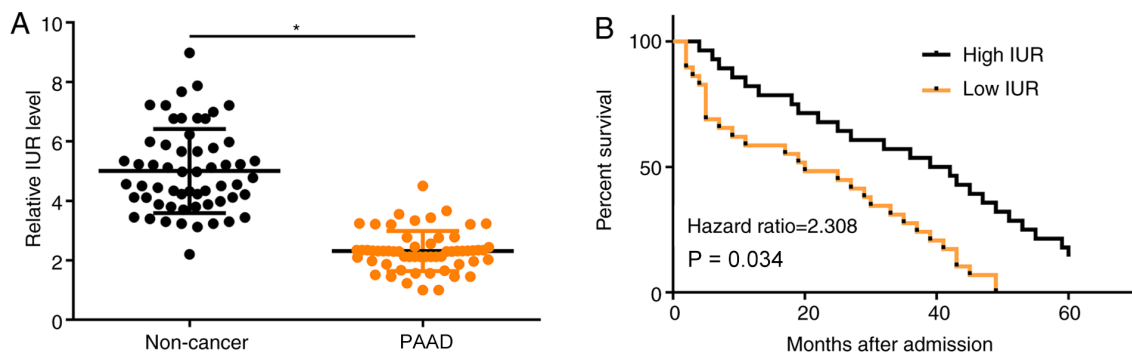 A
*
10
8
6
4
2
0
Relative IUR level
Non-cancer
PAAD
B
100
50
0
Percent survival
High IUR
Low IUR
Hazard ratio=2.308
P = 0.034
0
20
40
60
Months after admission